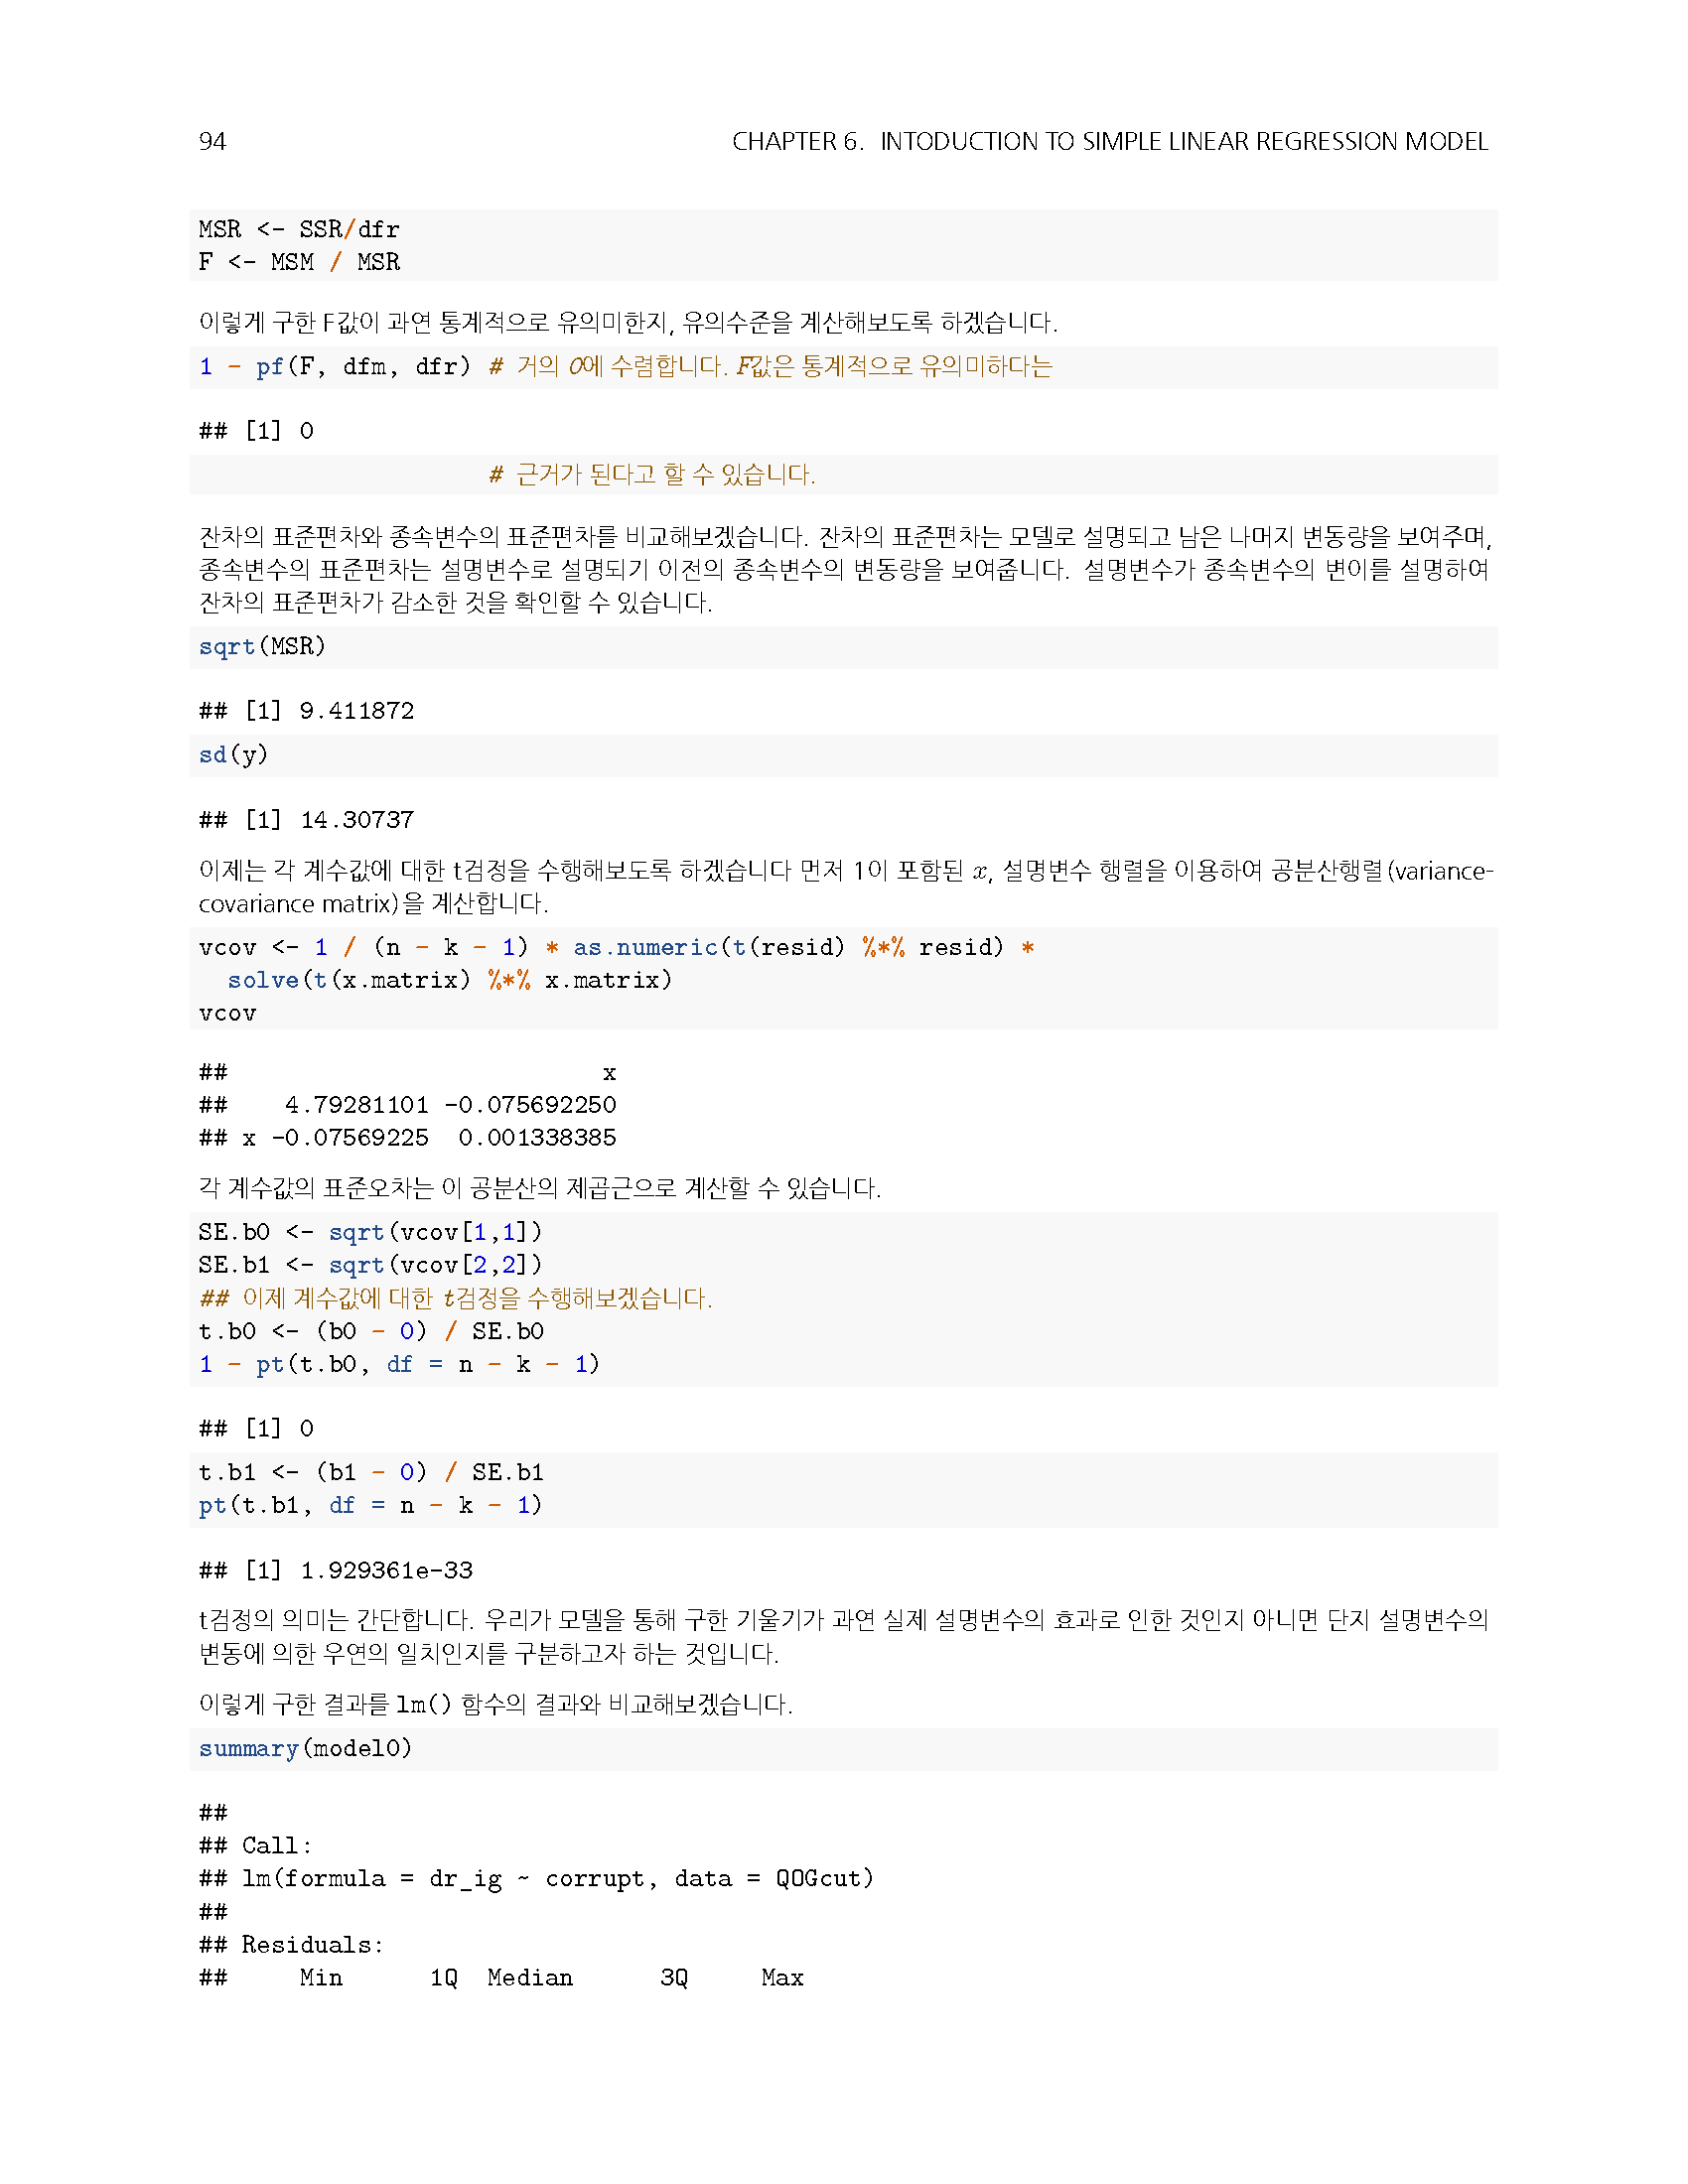 94 CHAPTER 6. INTODUCTION TO SIMPLE LINEAR REGRESSION MODEL
MSR <- SSR/dfr
F <- MSM / MSR
이렇게 구한 F값이 과연 통계적으로 유의미한지, 유의수준을 계산해보도록 하겠습니다.
1 - pf(F, dfm, dfr) # 거의 0에 수렴합니다. F값은 통계적으로 유의미하다는
## [1] 0
# 근거가 된다고 할 수 있습니다.
잔차의 표준편차와 종속변수의 표준편차를 비교해보겠습니다. 잔차의 표준편차는 모델로 설명되고 남은 나머지 변동량을 보여주며,
종속변수의 표준편차는 설명변수로 설명되기 이전의 종속변수의 변동량을 보여줍니다. 설명변수가 종속변수의 변이를 설명하여
잔차의 표준편차가 감소한 것을 확인할 수 있습니다.
sqrt(MSR)
## [1] 9.411872
sd(y)
## [1] 14.30737
이제는 각 계수값에 대한 t검정을 수행해보도록 하겠습니다 먼저 1이 포함된 x, 설명변수 행렬을 이용하여 공분산행렬(variance-
covariance matrix)을 계산합니다.
vcov <- 1 / (n - k - 1) * as.numeric(t(resid) %*% resid) *
  solve(t(x.matrix) %*% x.matrix)
vcov
##                          x
##    4.79281101 -0.075692250
## x -0.07569225  0.001338385
각 계수값의 표준오차는 이 공분산의 제곱근으로 계산할 수 있습니다.
SE.b0 <- sqrt(vcov[1,1])
SE.b1 <- sqrt(vcov[2,2])
## 이제 계수값에 대한 t검정을 수행해보겠습니다.
t.b0 <- (b0 - 0) / SE.b0
1 - pt(t.b0, df = n - k - 1)
## [1] 0
t.b1 <- (b1 - 0) / SE.b1
pt(t.b1, df = n - k - 1)
## [1] 1.929361e-33
t검정의 의미는 간단합니다. 우리가 모델을 통해 구한 기울기가 과연 실제 설명변수의 효과로 인한 것인지 아니면 단지 설명변수의
변동에 의한 우연의 일치인지를 구분하고자 하는 것입니다.
이렇게 구한 결과를 lm() 함수의 결과와 비교해보겠습니다.
summary(model0)
##
## Call:
## lm(formula = dr_ig ~ corrupt, data = QOGcut)
##
## Residuals:
##     Min      1Q  Median      3Q     Max